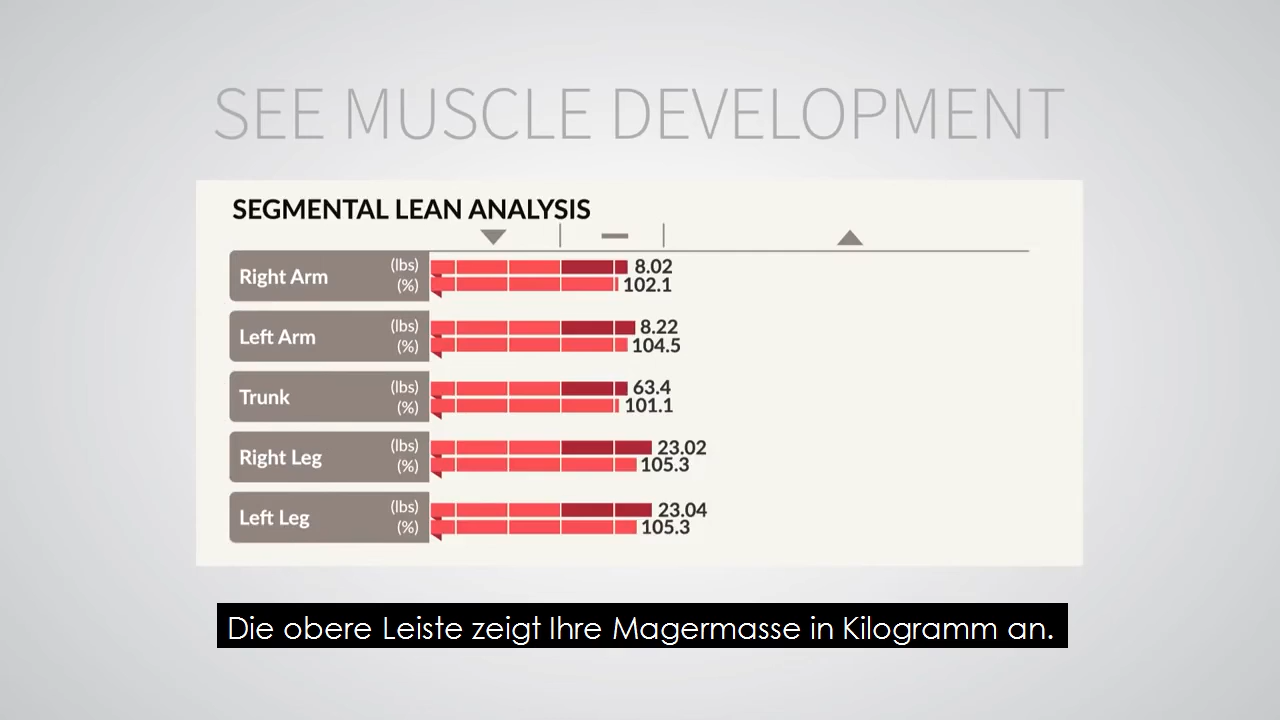 SEE MUSCLE DEVELOPMENT
SEGMENTAL LEAN ANALYSIS
Right Arm (lbs) 8.02
(%) 102.1
Left Arm (lbs) 8.22
(%) 104.5
Trunk (lbs) 63.4
(%) 101.1
Right Leg (lbs) 23.02
(%) 105.3
Left Leg (lbs) 23.04
(%) 105.3
Die obere Leiste zeigt Ihre Magermasse in Kilogramm an.